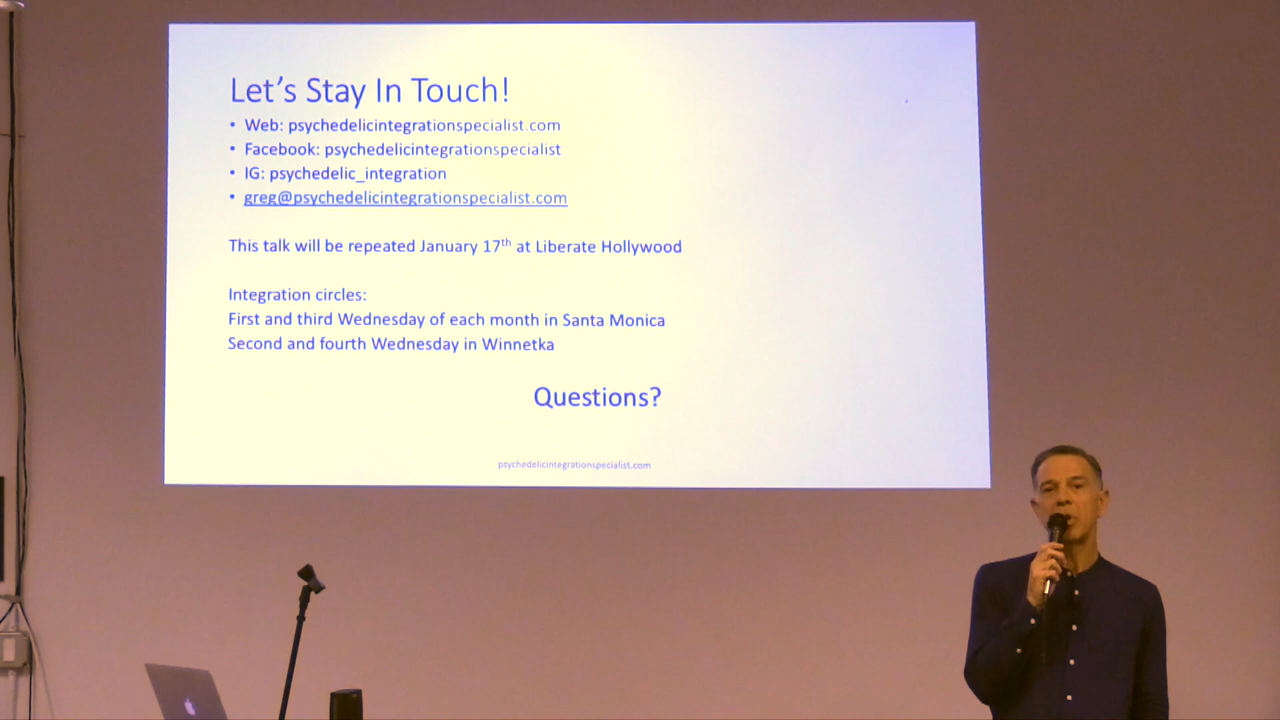 Let's Stay In Touch!
• Web: psychedelicintegrationspecialist.com
• Facebook: psychedelicintegrationspecialist
• IG: psychedelic_integration
• greg@psychedelicintegrationspecialist.com
This talk will be repeated January 17th at Liberate Hollywood
Integration circles:
First and third Wednesday of each month in Santa Monica
Second and fourth Wednesday in Winnetka
Questions?
psychedelicintegrationspecialist.com